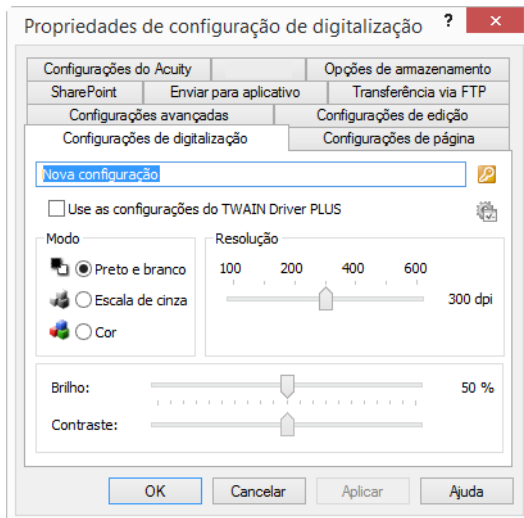 Propriedades de configuração de digitalização ? ×
Configurações do Acuity Opções de armazenamento
SharePoint Enviar para aplicativo Transferência via FTP
Configurações avançadas Configurações de edição
Configurações de digitalização Configurações de página
Nova configuração
Use as configurações do TWAIN Driver PLUS
Modo
Preto e branco
Escala de cinza
Cor
Resolução
100 200 400 600
300 dpi
Brilho: 50 %
Contraste:
OK Cancelar Aplicar Ajuda